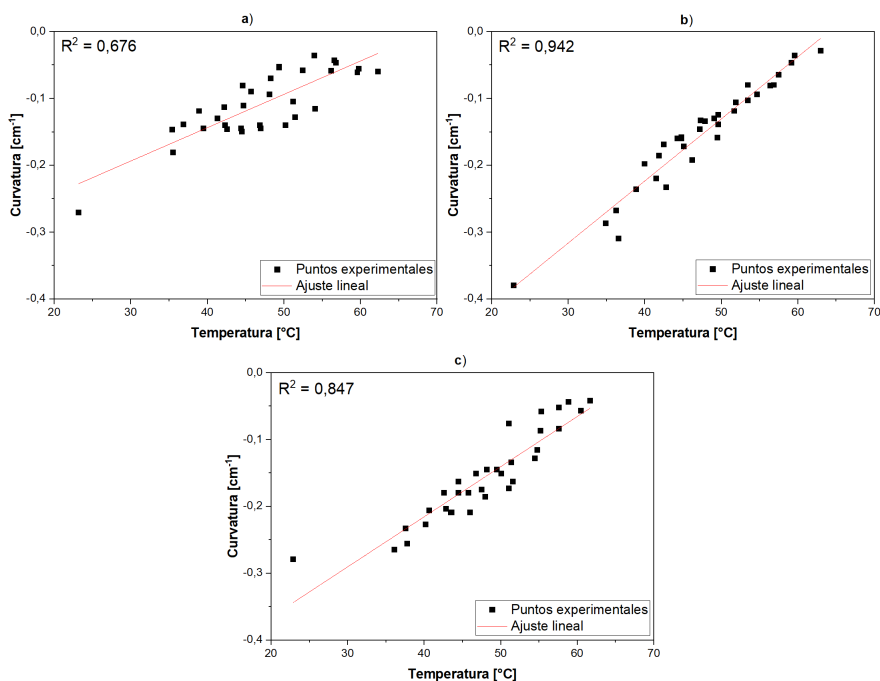 a)
R² = 0,676
0,0
-0,1
-0,2
-0,3
-0,4
Curvatura [cm⁻¹]
20 30 40 50 60 70
Temperatura [°C]
Puntos experimentales
Ajuste lineal
b)
R² = 0,942
0,0
-0,1
-0,2
-0,3
-0,4
Curvatura [cm⁻¹]
20 30 40 50 60 70
Temperatura [°C]
Puntos experimentales
Ajuste lineal
c)
R² = 0,847
0,0
-0,1
-0,2
-0,3
-0,4
Curvatura [cm⁻¹]
20 30 40 50 60 70
Temperatura [°C]
Puntos experimentales
Ajuste lineal